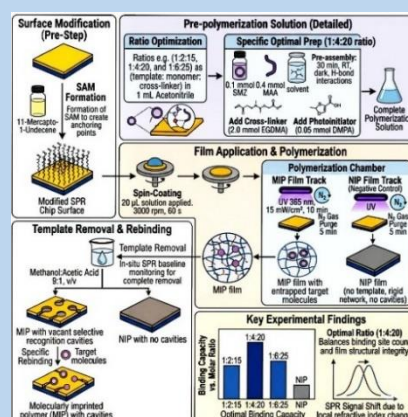 Surface Modification
(Pre-Step)
SAM
Formation
Formation of
SAM to create
anchoring
points
11-Mercapto-
1-Undecene
Modified SPR
Chip Surface
Pre-polymerization Solution (Detailed)
Ratio Optimization
Ratios e.g. (1:2:15,
1:4:20, and 1:6:25) as
(template: monomer:
cross-linker) in
1 mL Acetonitrile
Specific Optimal Prep (1:4:20 ratio)
0.1 mmol
SMZ
0.4 mmol
MAA
solvent
Pre-assembly:
30 min, RT,
dark, H-bond
interactions
Add Cross-linker
(2.0 mmol EGDMA)
Add Photoinitiator
(0.05 mmol DMPA)
Complete
Polymerization
Solution
Film Application & Polymerization
Spin-Coating
20 µL solution applied.
3000 rpm, 60 s
Polymerization Chamber
MIP Film Track
UV 365 nm,
15 mW/cm², 10 min
N₂
N₂ Gas
Purge
5 min
NIP Film Track
(Negative Control)
UV
N₂
N₂ Gas
Purge
5 min
MIP film
MIP film with
entrapped target
molecules
NIP film
(no template, rigid
network, no cavities)
Template Removal & Rebinding
Template Removal
Methanol:Acetic Acid
9:1, v/v
In-situ SPR baseline
monitoring for
complete removal
MIP with vacant selective
recognition cavities
NIP with no cavities
Specific
Rebinding
Target
molecules
Molecularly imprinted
polymer (MIP) with cavities
Key Experimental Findings
Binding Capacity
vs. Molar Ratio
1:2:15
1:4:20
1:6:25
NIP
1:2:15 1:4:20 1:6:25 NIP
Optimal Binding Capacity
Optimal Ratio (1:4:20)
Balances binding site count
and film structural integrity
SPR Signal Shift due to
local refractive index change